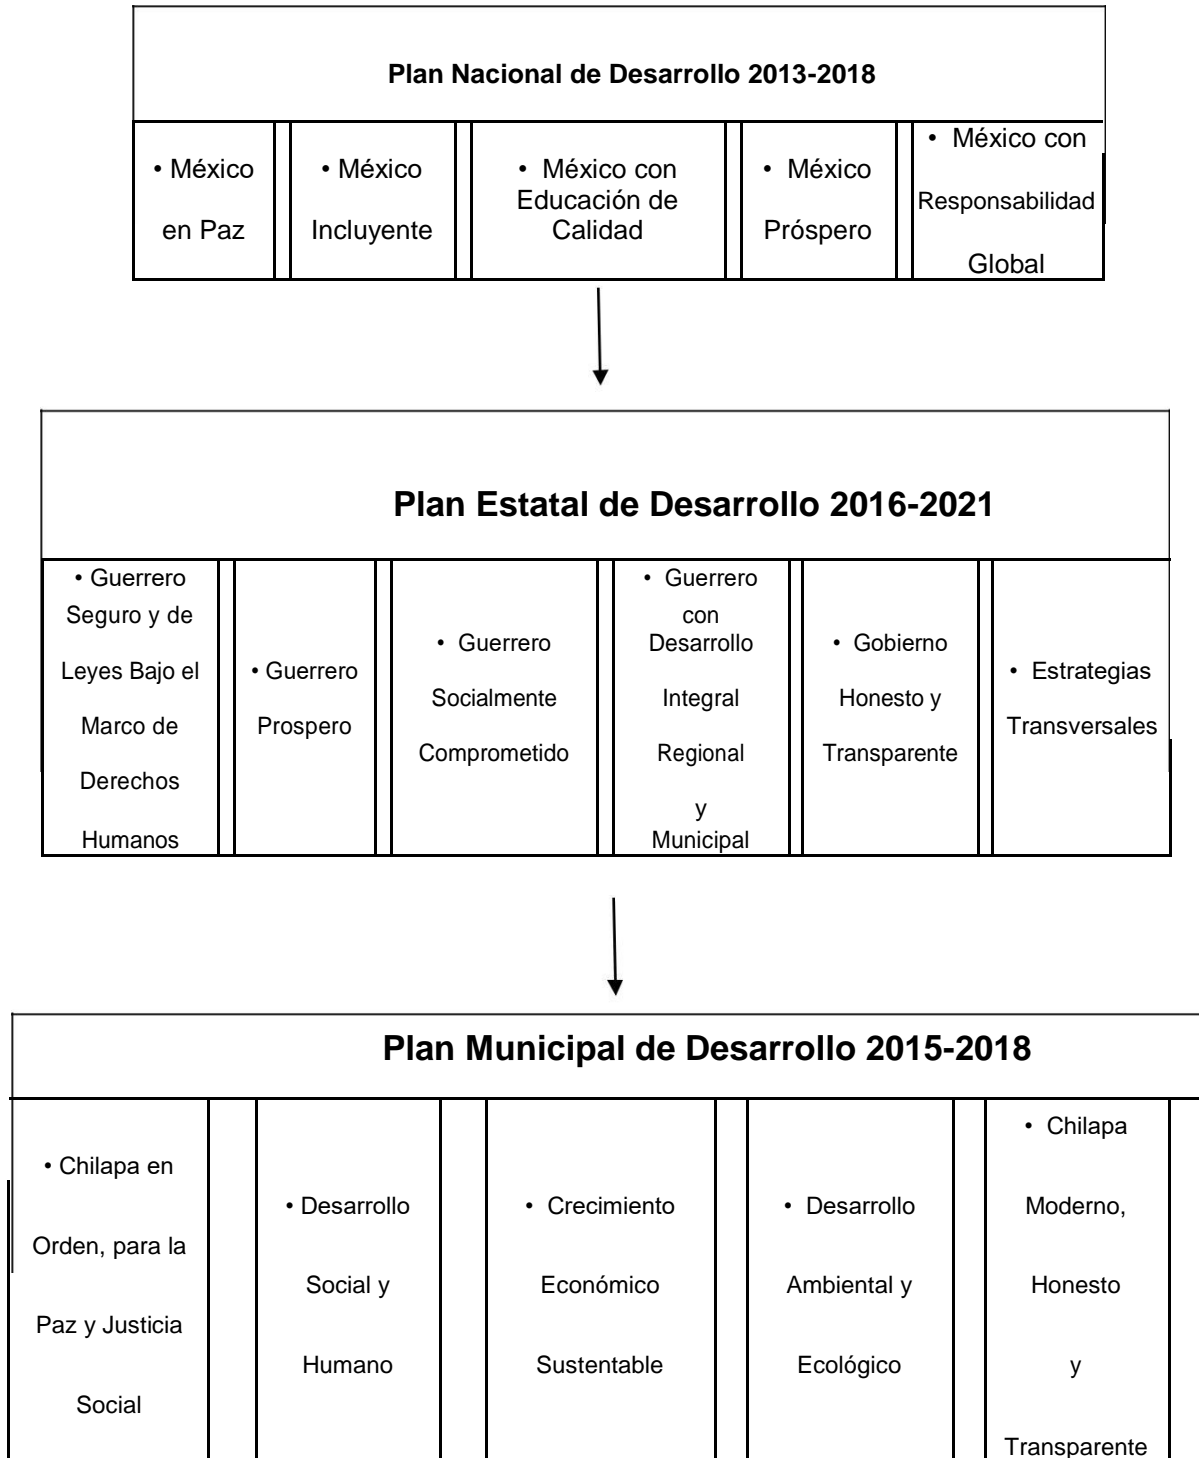 Plan Nacional de Desarrollo 2013-2018
• México
en Paz
• México
Incluyente
• México con
Educación de
Calidad
• México
Próspero
• México con
Responsabilidad
Global
Plan Estatal de Desarrollo 2016-2021
• Guerrero
Seguro y de
Leyes Bajo el
Marco de
Derechos
Humanos
• Guerrero
Prospero
• Guerrero
Socialmente
Comprometido
• Guerrero
con
Desarrollo
Integral
Regional
y
Municipal
• Gobierno
Honesto y
Transparente
• Estrategias
Transversales
Plan Municipal de Desarrollo 2015-2018
• Chilapa en
Orden, para la
Paz y Justicia
Social
• Desarrollo
Social y
Humano
• Crecimiento
Económico
Sustentable
• Desarrollo
Ambiental y
Ecológico
• Chilapa
Moderno,
Honesto
y
Transparente